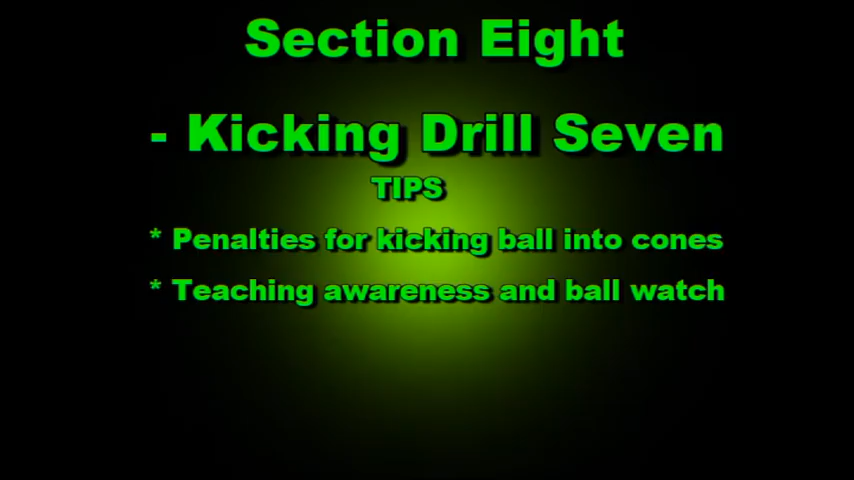 Section Eight
- Kicking Drill Seven
TIPS
* Penalties for kicking ball into cones
* Teaching awareness and ball watch